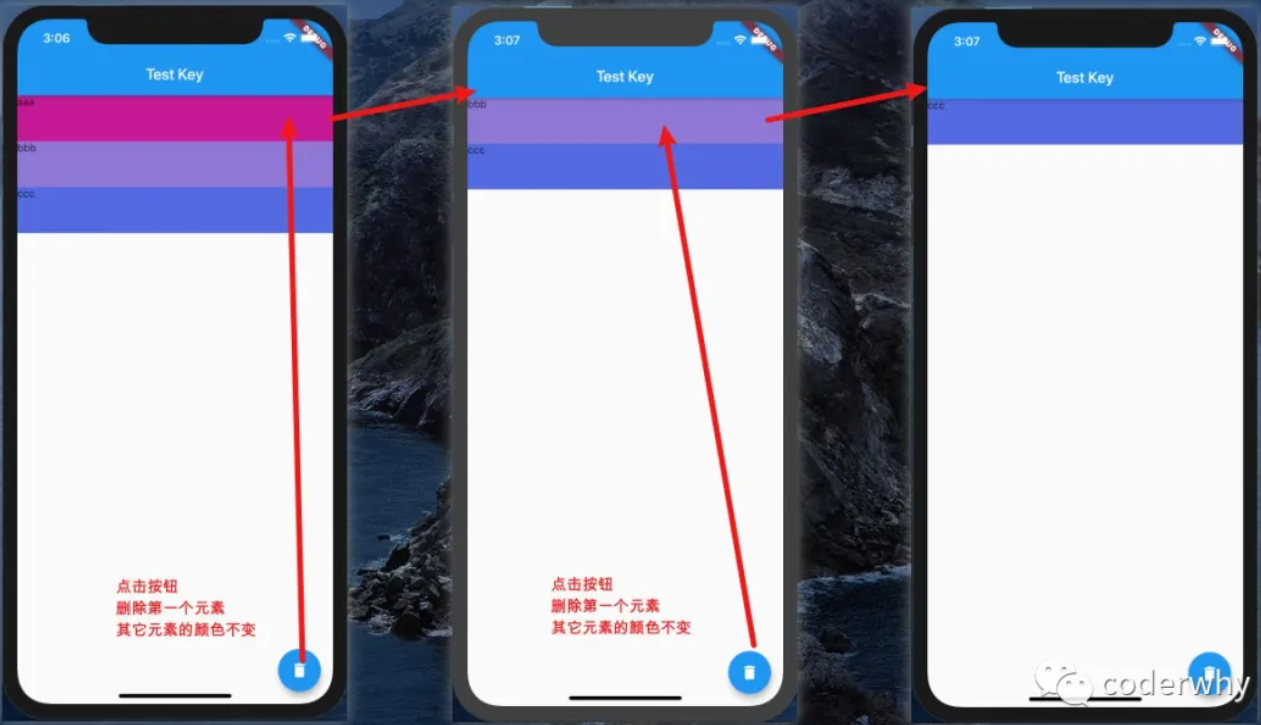 3:06
DEBUG
Test Key
aaa
bbb
ccc
点击按钮
删除第一个元素
其它元素的颜色不变
3:07
DEBUG
Test Key
bbb
ccc
点击按钮
删除第一个元素
其它元素的颜色不变
3:07
DEBUG
Test Key
ccc
coderwhy